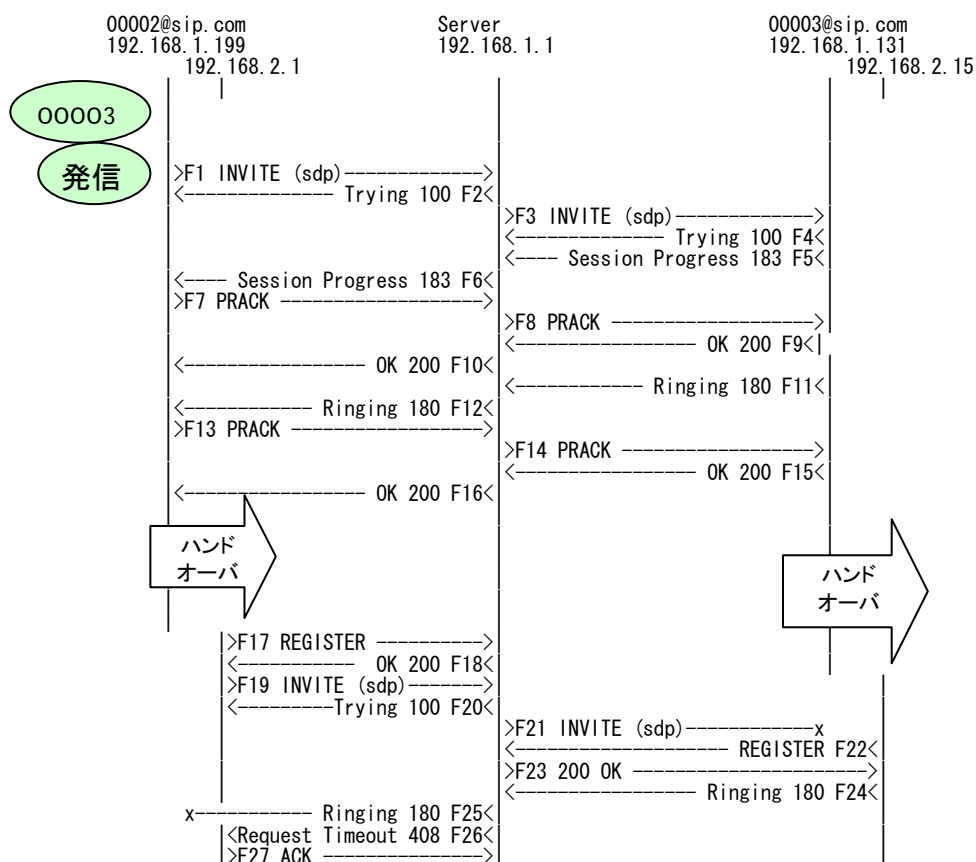 00002@sip.com Server 00003@sip.com
192.168.1.199 192.168.1.1 192.168.1.131
192.168.2.1 192.168.2.15
00003
発信
>F1 INVITE (sdp)------------->
<-------------- Trying 100 F2<
>F3 INVITE (sdp)------------->
<-------------- Trying 100 F4<
<---- Session Progress 183 F5<
<---- Session Progress 183 F6<
>F7 PRACK ------------------->
>F8 PRACK ------------------->
<----------------- OK 200 F9<|
<----------------- OK 200 F10<
<------------ Ringing 180 F11<
<------------ Ringing 180 F12<
>F13 PRACK ------------------>
>F14 PRACK ------------------>
<----------------- OK 200 F15<
<----------------- OK 200 F16<
ハンド
オーバ
ハンド
オーバ
|>F17 REGISTER ---------->
|<----------- OK 200 F18<
|>F19 INVITE (sdp)------->
|<---------Trying 100 F20<
>F21 INVITE (sdp)------------x
<-------------------- REGISTER F22<
>F23 200 OK ---------------------->
<----------------- Ringing 180 F24<
x----------- Ringing 180 F25<
|<Request Timeout 408 F26<
|>F27 ACK --------------->